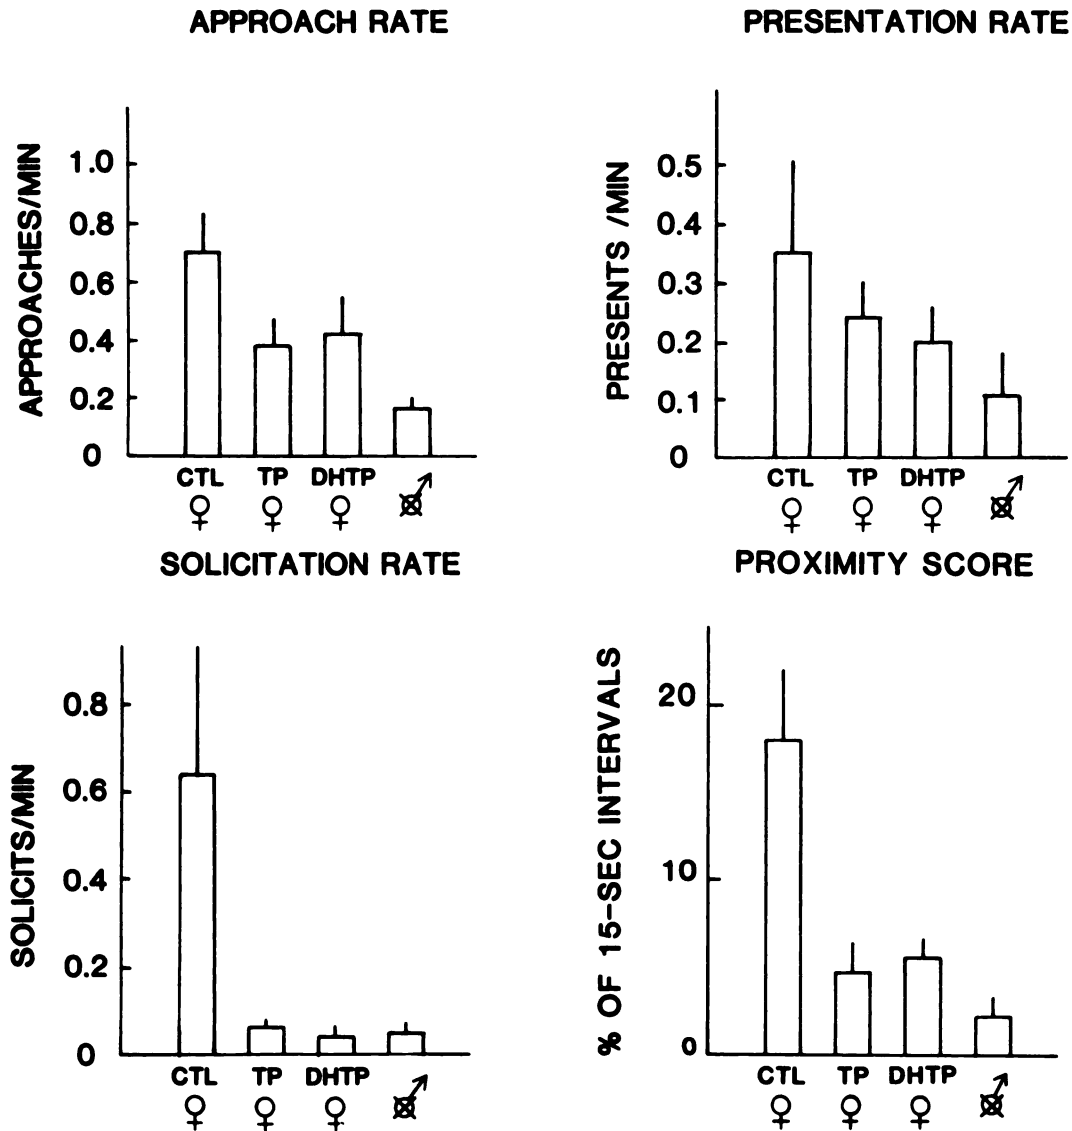 APPROACH RATE
APPROACHES/MIN
1.0
0.8
0.6
0.4
0.2
0
CTL TP DHTP
♀ ♀ ♀
PRESENTATION RATE
PRESENTS /MIN
0.5
0.4
0.3
0.2
0.1
0
CTL TP DHTP
♀ ♀ ♀
SOLICITATION RATE
SOLICITS/MIN
0.8
0.6
0.4
0.2
0
CTL TP DHTP
♀ ♀ ♀
PROXIMITY SCORE
% OF 15-SEC INTERVALS
20
10
0
CTL TP DHTP
♀ ♀ ♀